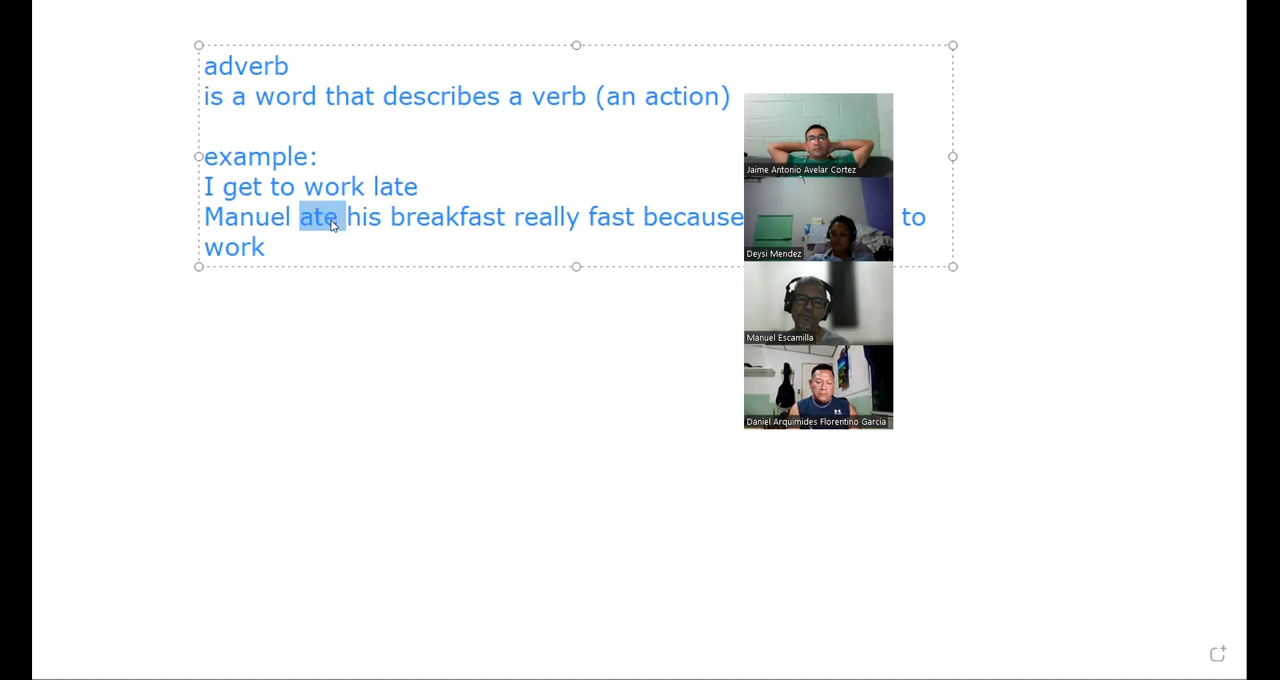 adverb
is a word that describes a verb (an action)
example:
I get to work late
Manuel ate his breakfast really fast because to
work
Jaime Antonio Avelar Cortez
Deysi Mendez
Manuel Escamilla
Daniel Arquimides Florentino Garcia